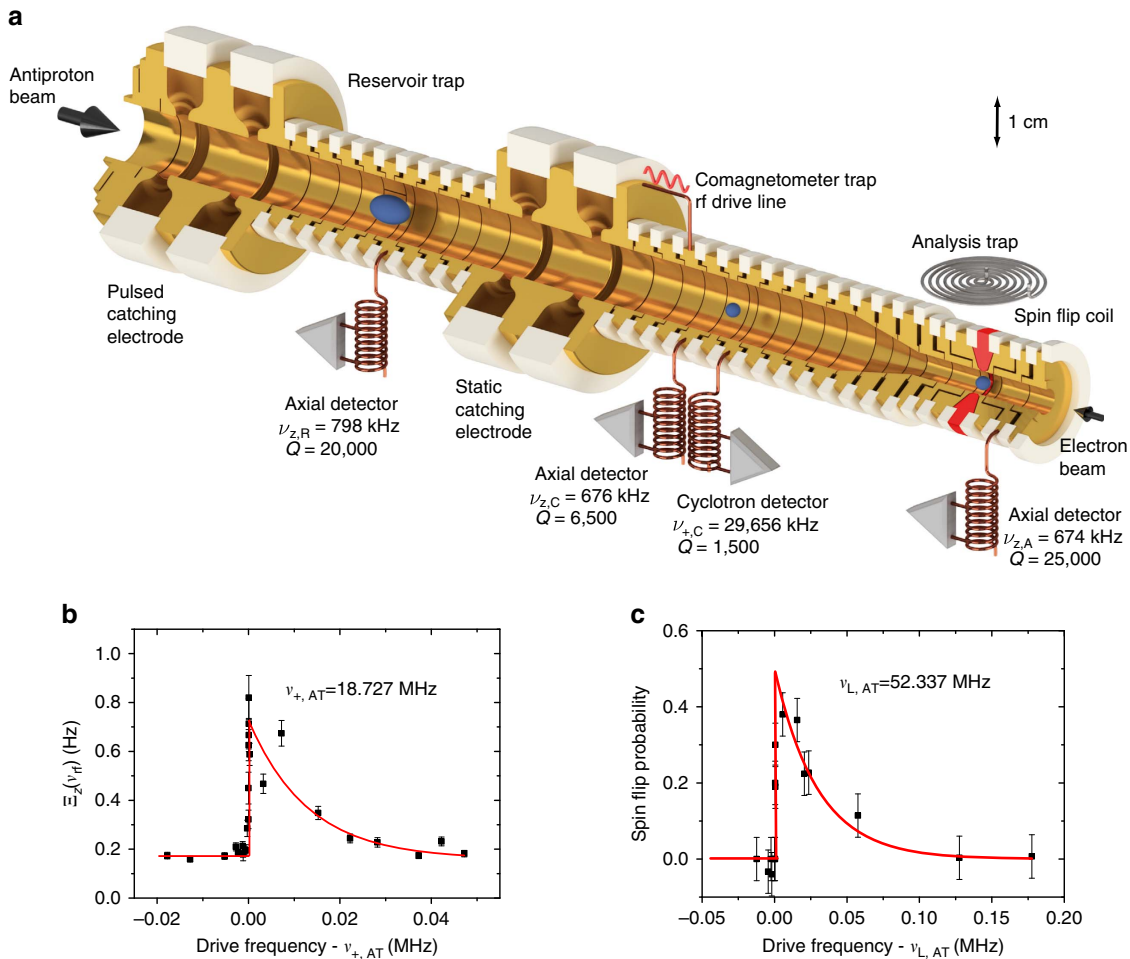 a
Antiproton
beam
Reservoir trap
1 cm
Comagnetometer trap
rf drive line
Analysis trap
Spin flip coil
Pulsed
catching
electrode
Axial detector
νz,R = 798 kHz
Q = 20,000
Static
catching
electrode
Axial detector
νz,C = 676 kHz
Q = 6,500
Cyclotron detector
ν+,C = 29,656 kHz
Q = 1,500
Electron
beam
Axial detector
νz,A = 674 kHz
Q = 25,000
b
ν+, AT=18.727 MHz
Ξz(νrf) (Hz)
1.0
0.8
0.6
0.4
0.2
0.0
–0.02 0.00 0.02 0.04
Drive frequency - ν+, AT (MHz)
c
νL, AT=52.337 MHz
Spin flip probability
0.6
0.4
0.2
0.0
–0.05 0.00 0.05 0.10 0.15 0.20
Drive frequency - νL, AT (MHz)